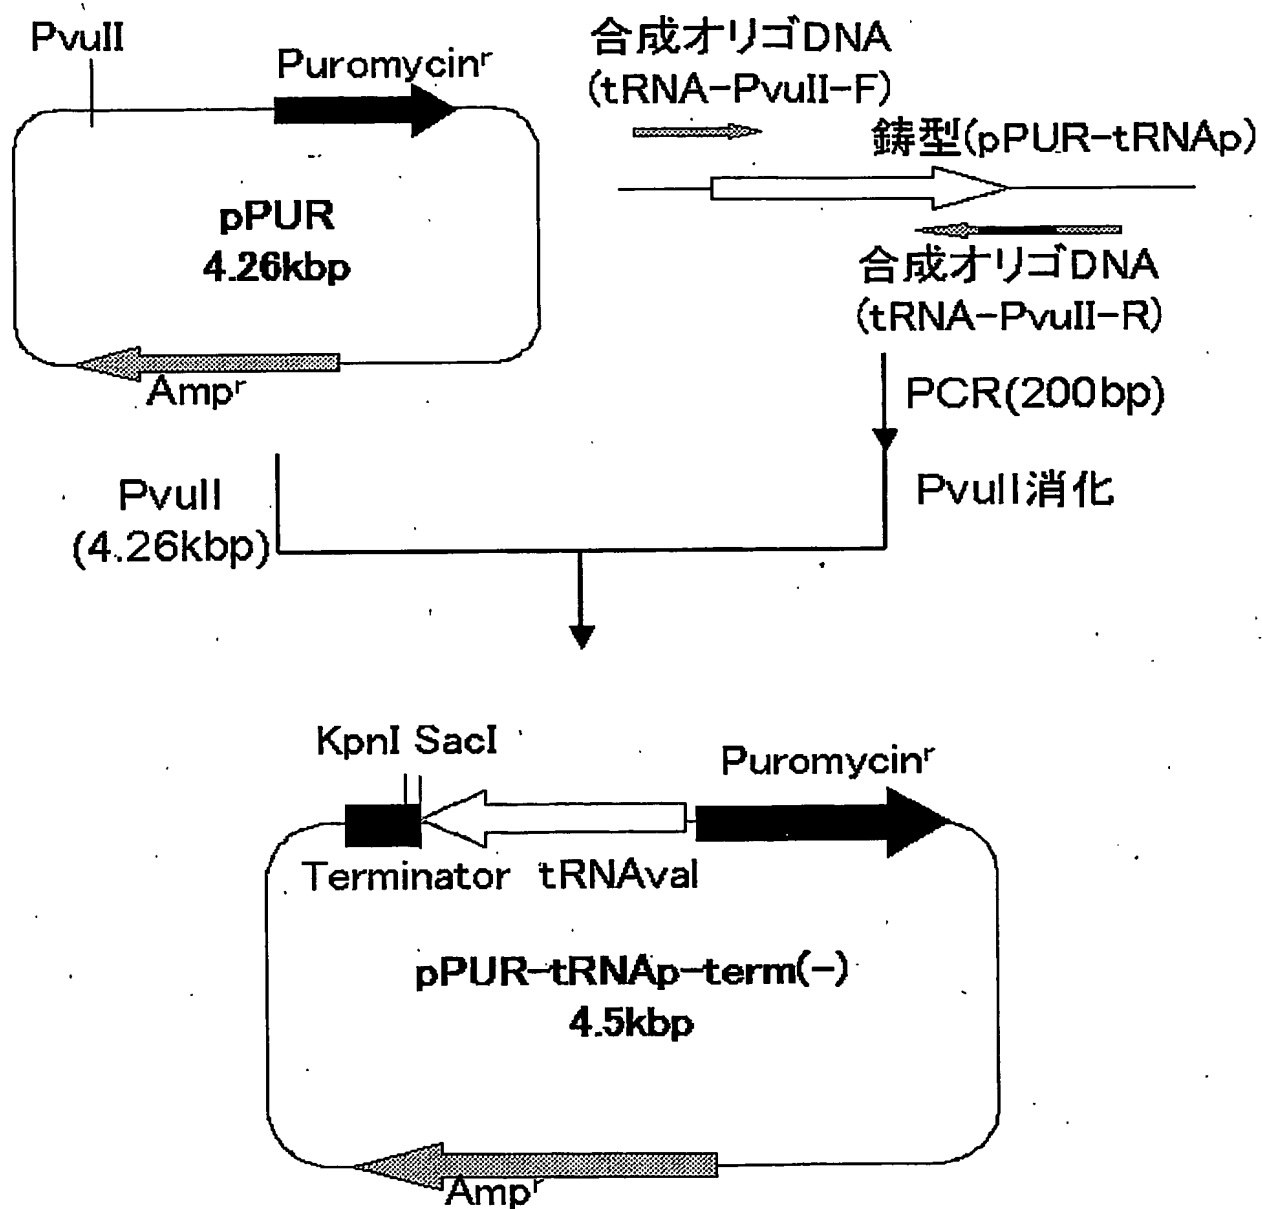 PvuII
Puromycinʳ
pPUR
4.26kbp
Ampʳ
合成オリゴDNA
(tRNA-PvuII-F)
鋳型(pPUR-tRNAp)
合成オリゴDNA
(tRNA-PvuII-R)
PCR(200bp)
PvuII
(4.26kbp)
PvuII消化
KpnI SacI
Puromycinʳ
Terminator tRNAval
pPUR-tRNAp-term(-)
4.5kbp
Ampʳ